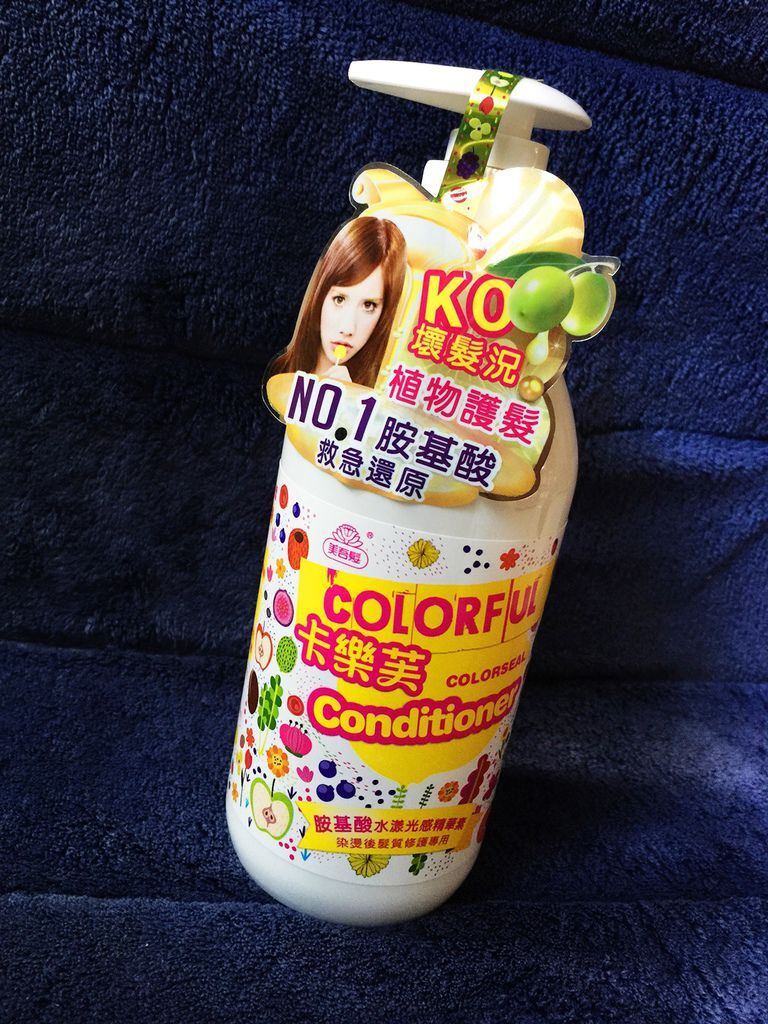 KO
壞髮況
植物護髮
NO.1胺基酸
救急還原
美吾髮®
COLORFUL
卡樂芙
COLORSEAL
Conditioner
胺基酸水漾光感精華素
染燙後髮質修護專用